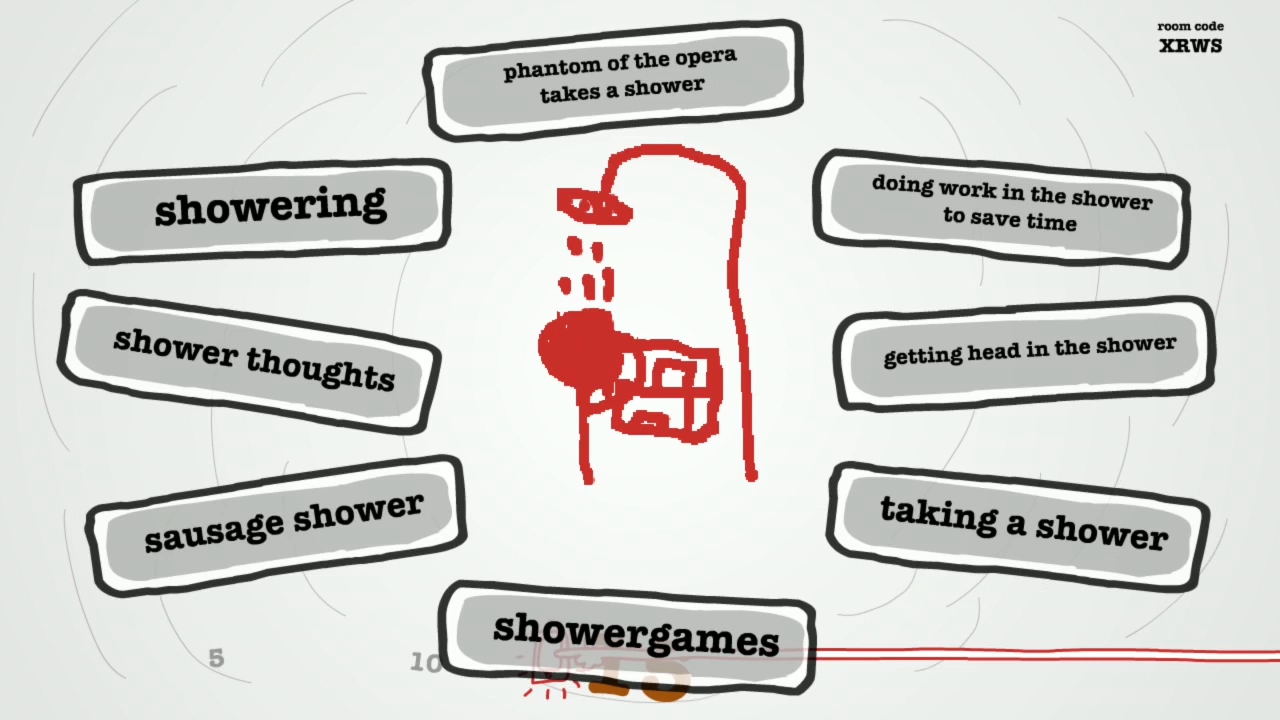 room code
XRWS
phantom of the opera
takes a shower
showering
doing work in the shower
to save time
shower thoughts
getting head in the shower
sausage shower
taking a shower
showergames
5
10
15